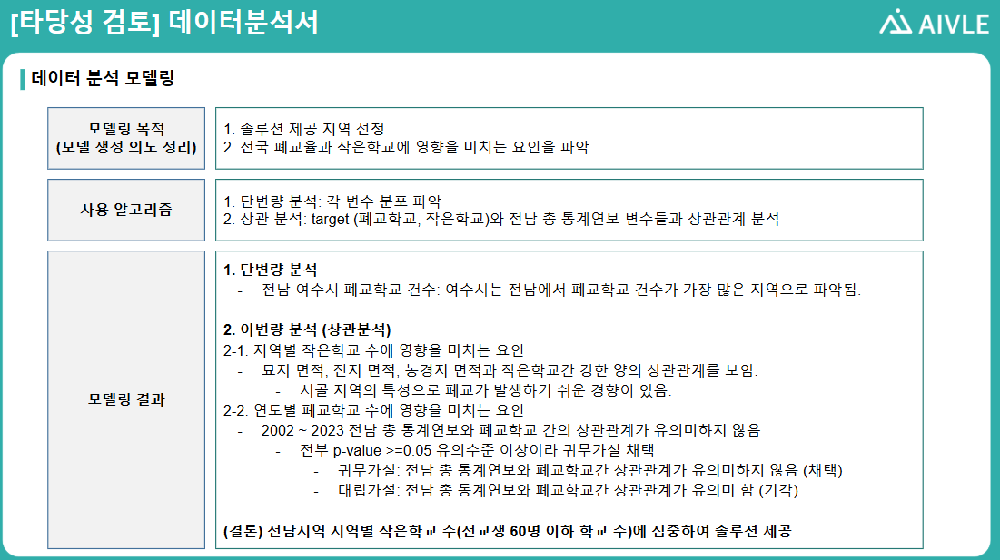 [타당성 검토] 데이터분석서
AIVLE
데이터 분석 모델링
모델링 목적
(모델 생성 의도 정리)
1. 솔루션 제공 지역 선정
2. 전국 폐교율과 작은학교에 영향을 미치는 요인을 파악
사용 알고리즘
1. 단변량 분석: 각 변수 분포 파악
2. 상관 분석: target (폐교학교, 작은학교)와 전남 총 통계연보 변수들과 상관관계 분석
모델링 결과
1. 단변량 분석
- 전남 여수시 폐교학교 건수: 여수시는 전남에서 폐교학교 건수가 가장 많은 지역으로 파악됨.
2. 이변량 분석 (상관분석)
2-1. 지역별 작은학교 수에 영향을 미치는 요인
- 묘지 면적, 전지 면적, 농경지 면적과 작은학교간 강한 양의 상관관계를 보임.
- 시골 지역의 특성으로 폐교가 발생하기 쉬운 경향이 있음.
2-2. 연도별 폐교학교 수에 영향을 미치는 요인
- 2002 ~ 2023 전남 총 통계연보와 폐교학교 간의 상관관계가 유의미하지 않음
- 전부 p-value >=0.05 유의수준 이상이라 귀무가설 채택
- 귀무가설: 전남 총 통계연보와 폐교학교간 상관관계가 유의미하지 않음 (채택)
- 대립가설: 전남 총 통계연보와 폐교학교간 상관관계가 유의미 함 (기각)
(결론) 전남지역 지역별 작은학교 수(전교생 60명 이하 학교 수)에 집중하여 솔루션 제공